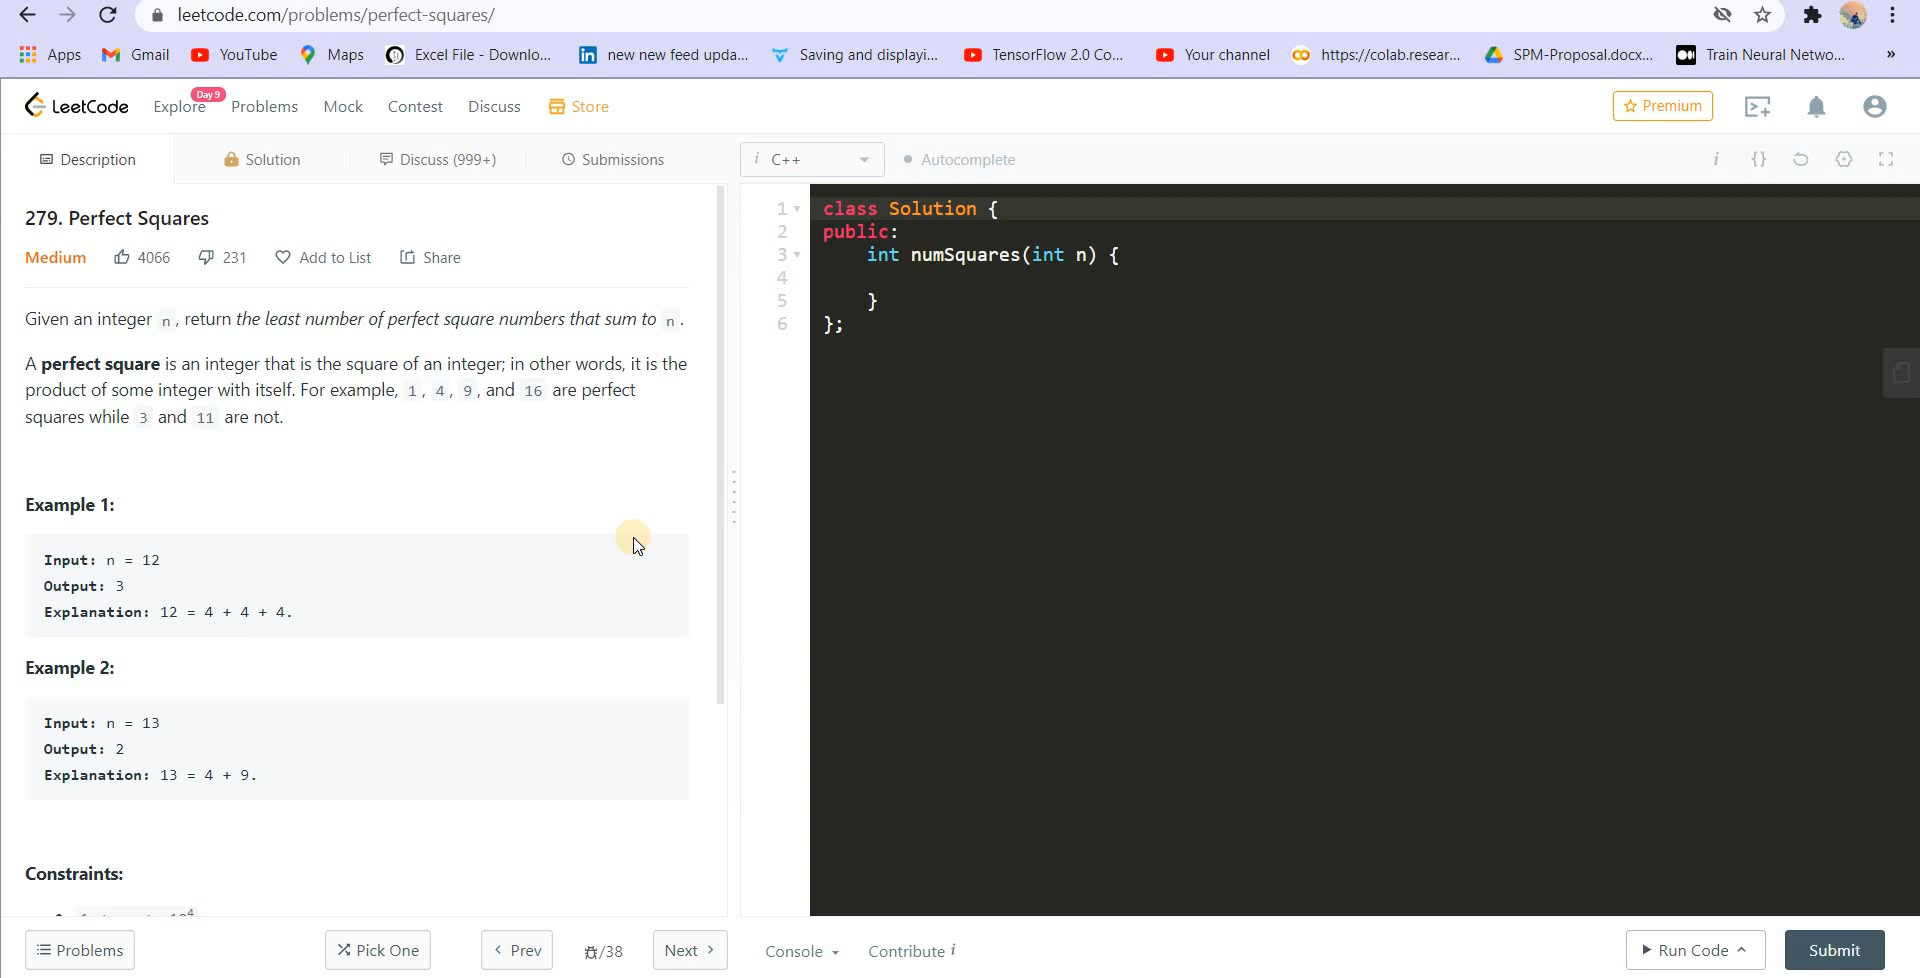 leetcode.com/problems/perfect-squares/
Apps Gmail YouTube Maps Excel File - Downlo... new new feed upda... Saving and displayi... TensorFlow 2.0 Co... Your channel https://colab.resear... SPM-Proposal.docx... Train Neural Netwo... »
LeetCode Explore Day 9 Problems Mock Contest Discuss Store Premium
Description Solution Discuss (999+) Submissions
i C++ Autocomplete i {}
279. Perfect Squares
Medium 4066 231 Add to List Share
Given an integer n, return the least number of perfect square numbers that sum to n.
A perfect square is an integer that is the square of an integer; in other words, it is the
product of some integer with itself. For example, 1, 4, 9, and 16 are perfect
squares while 3 and 11 are not.
Example 1:
Input: n = 12
Output: 3
Explanation: 12 = 4 + 4 + 4.
Example 2:
Input: n = 13
Output: 2
Explanation: 13 = 4 + 9.
Constraints:
1 class Solution {
2 public:
3 int numSquares(int n) {
4
5 }
6 };
Problems Pick One < Prev /38 Next > Console Contribute i Run Code Submit